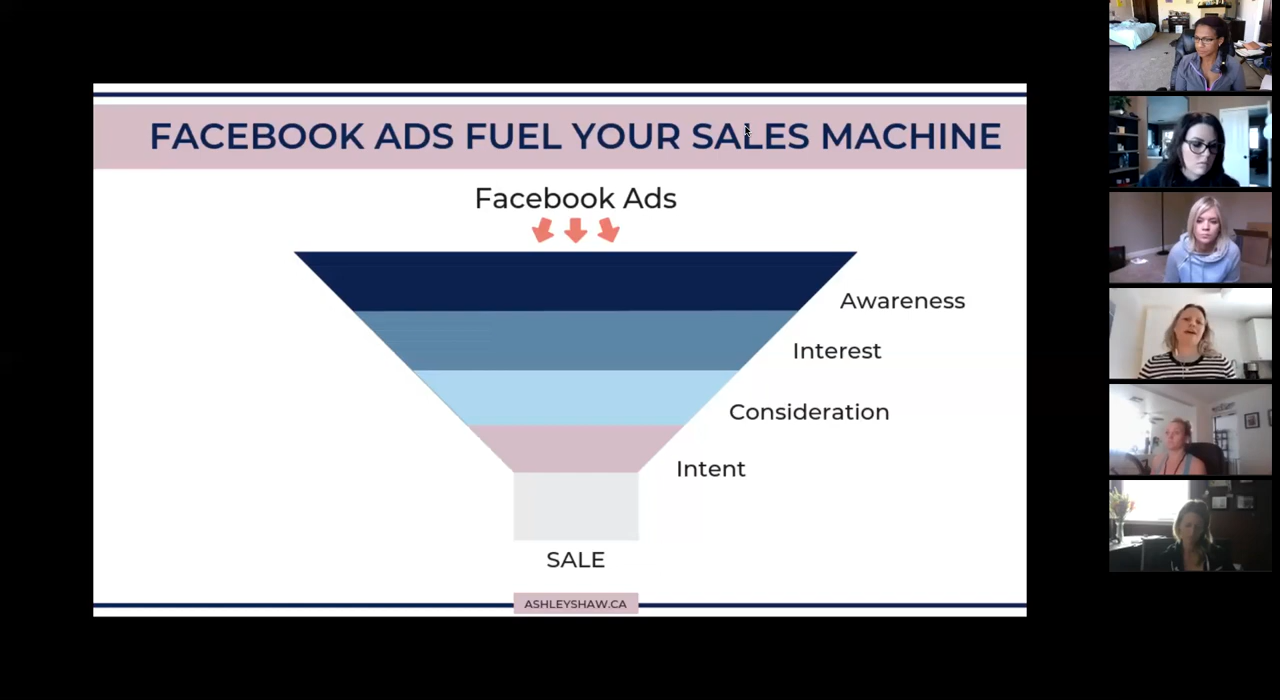 FACEBOOK ADS FUEL YOUR SALES MACHINE
Facebook Ads
Awareness
Interest
Consideration
Intent
SALE
ASHLEYSHAW.CA